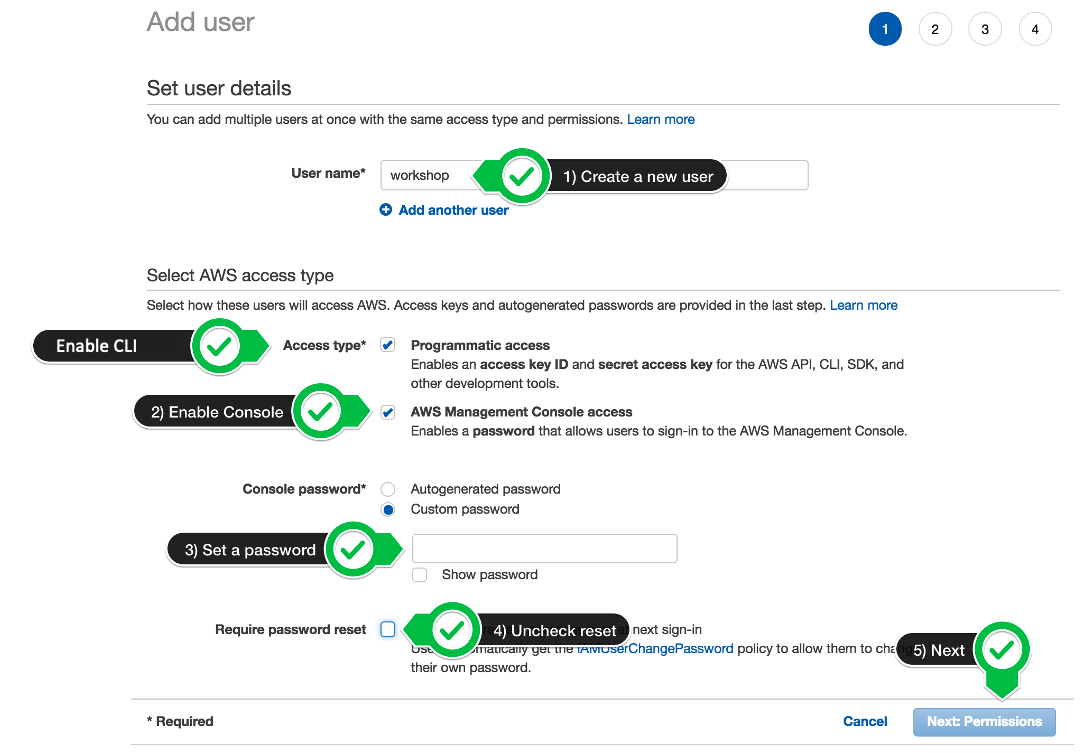 Add user
1 2 3 4
Set user details
You can add multiple users at once with the same access type and permissions. Learn more
User name* workshop 1) Create a new user
Add another user
Select AWS access type
Select how these users will access AWS. Access keys and autogenerated passwords are provided in the last step. Learn more
Enable CLI Access type* Programmatic access
Enables an access key ID and secret access key for the AWS API, CLI, SDK, and
other development tools.
2) Enable Console AWS Management Console access
Enables a password that allows users to sign-in to the AWS Management Console.
Console password* Autogenerated password
Custom password
3) Set a password
Show password
Require password reset 4) Uncheck reset next sign-in
get the IAMUserChangePassword policy to allow them to
their own password.
5) Next
* Required Cancel Next: Permissions